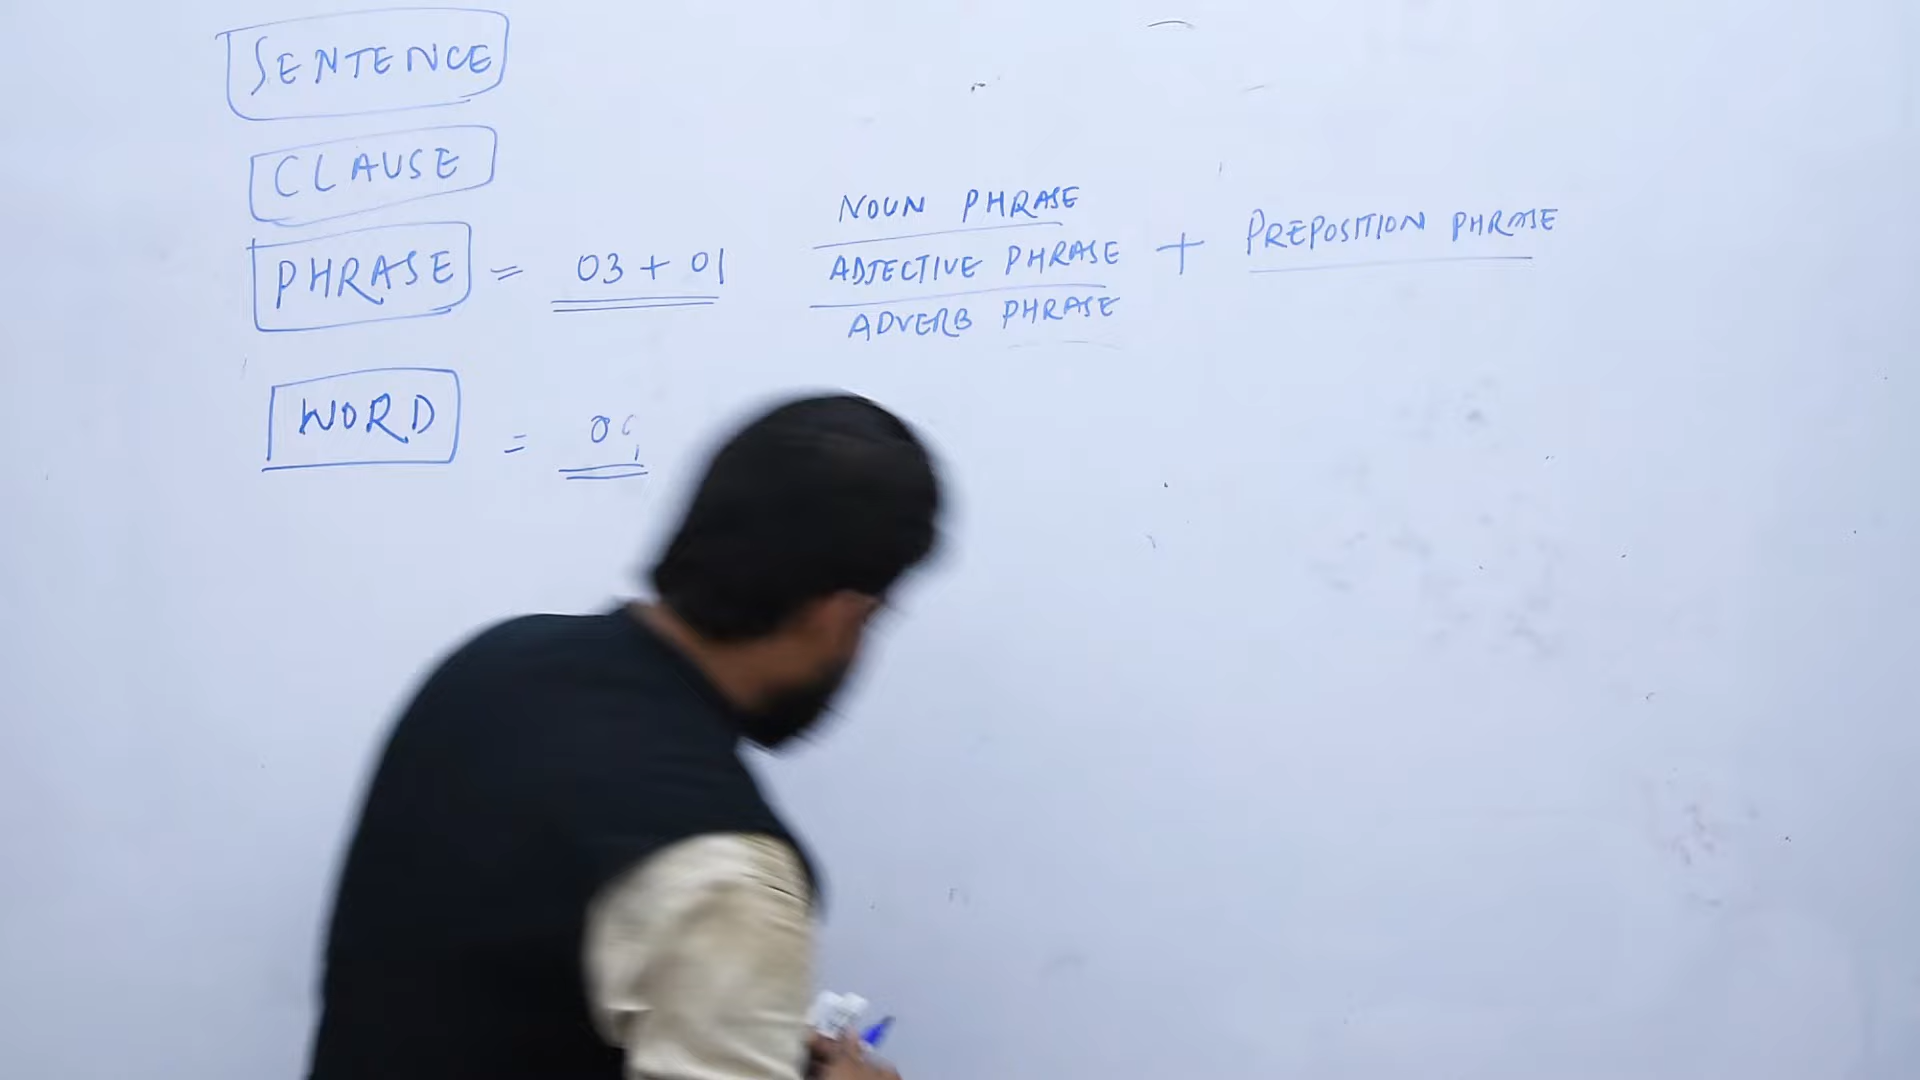 SENTENCE
CLAUSE
PHRASE = 03 + 01
NOUN PHRASE
ADJECTIVE PHRASE + PREPOSITION PHRASE
ADVERB PHRASE
WORD =